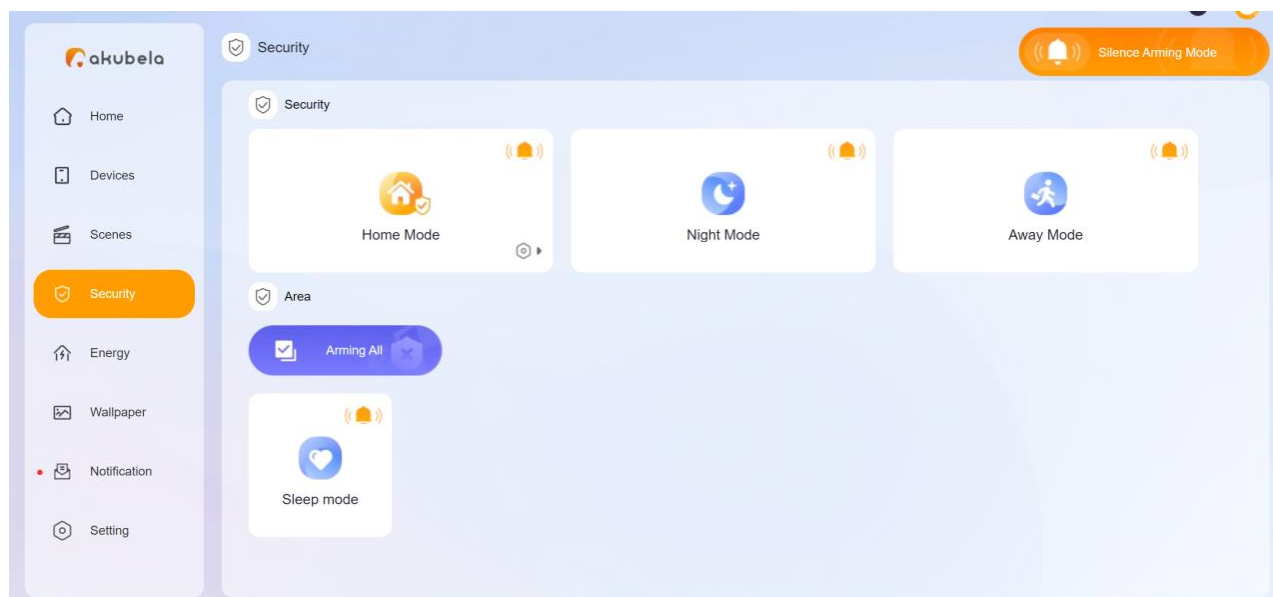 akubela
Home
Devices
Scenes
Security
Energy
Wallpaper
Notification
Setting
Security
Silence Arming Mode
Security
Home Mode
Night Mode
Away Mode
Area
Arming All
Sleep mode